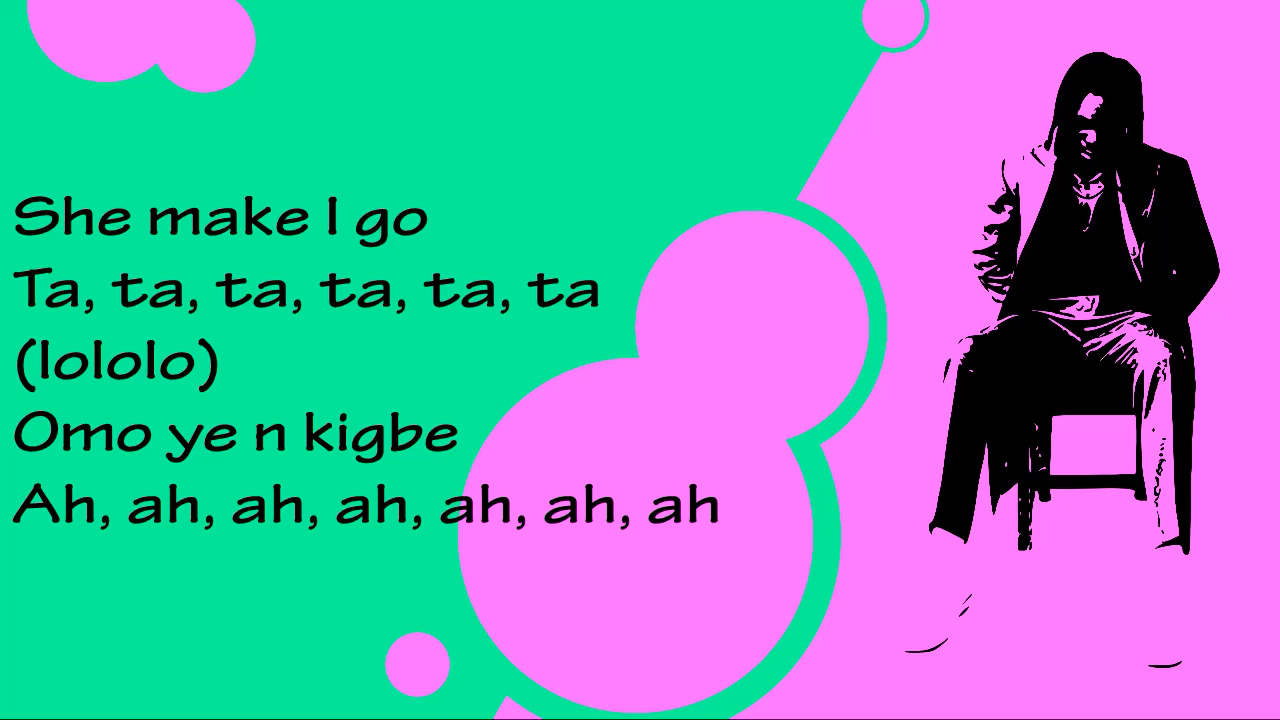 She make I go
Ta, ta, ta, ta, ta, ta
(lololo)
Omo ye n kigbe
Ah, ah, ah, ah, ah, ah, ah